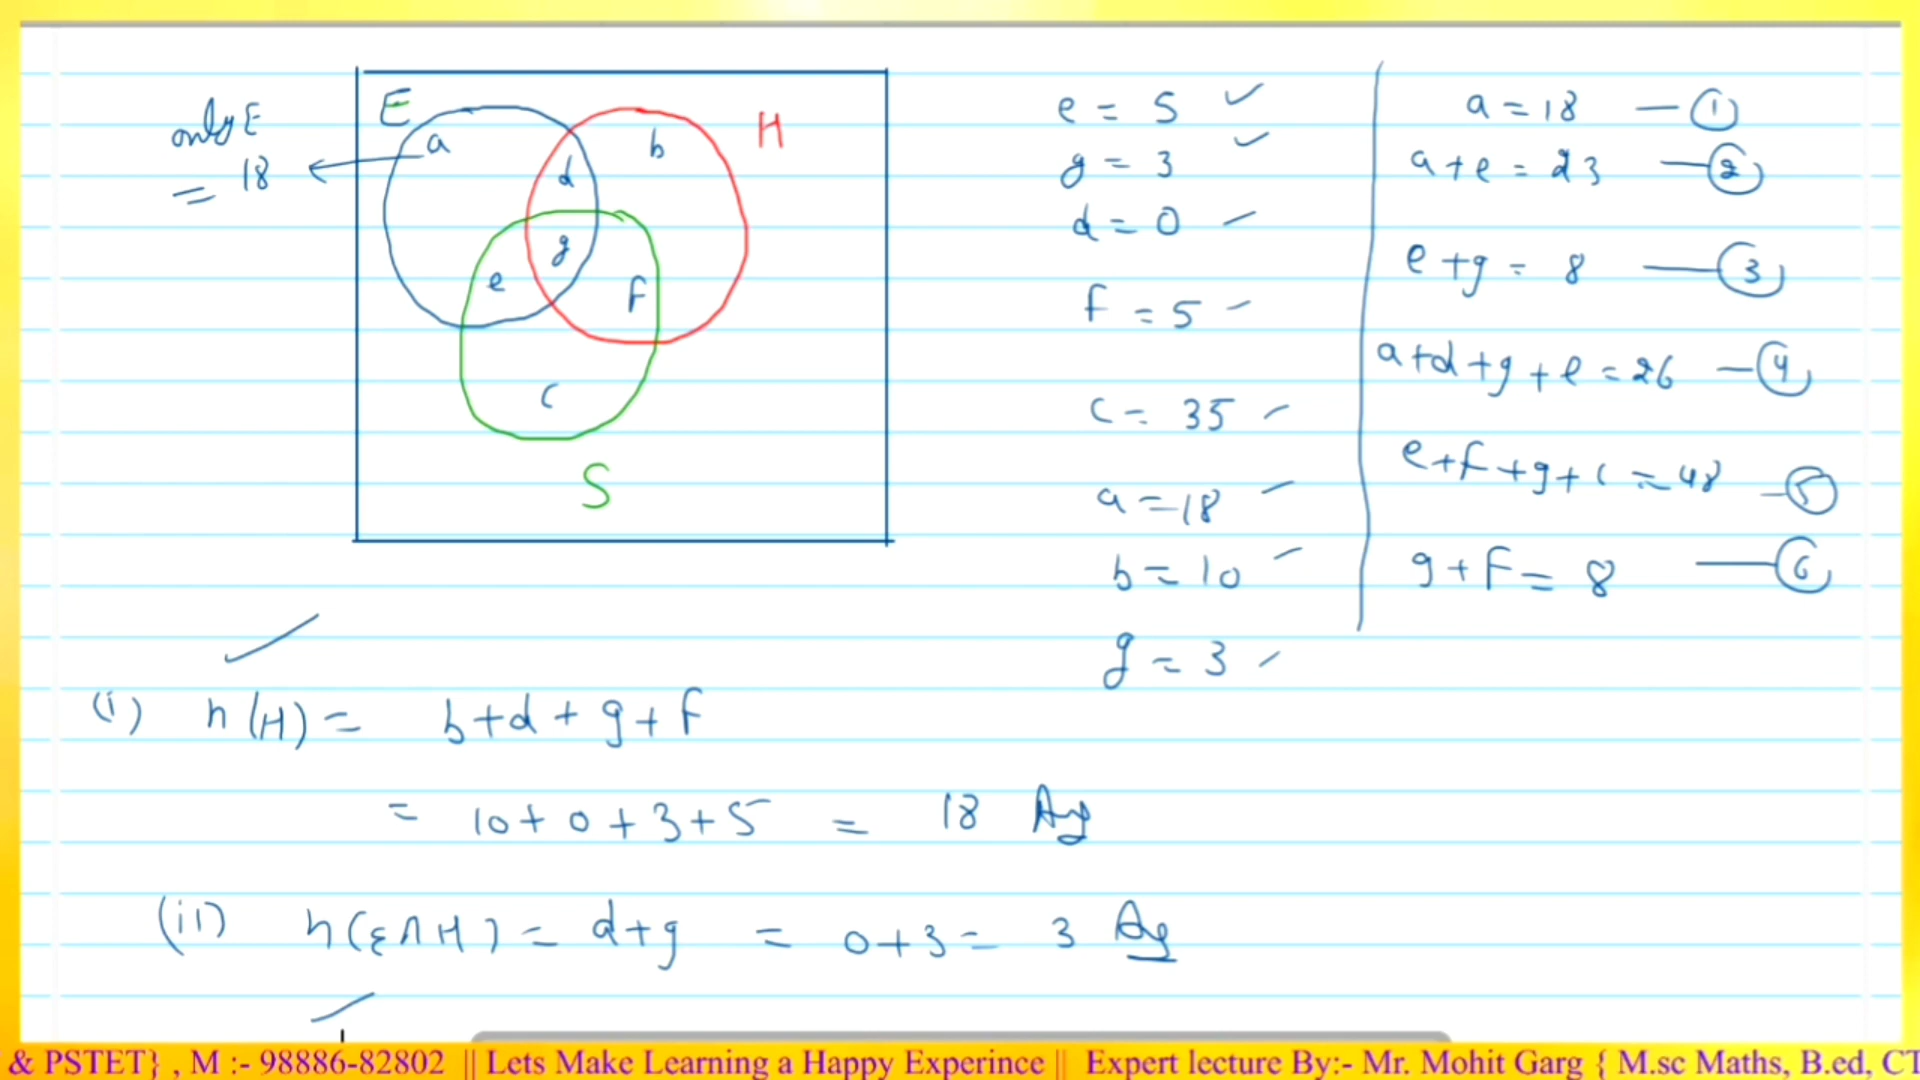 only E
= 18
E
a
b
H
d
g
e
f
c
S
e = 5
g = 3
d = 0
f = 5
c = 35
a = 18
b = 10
g = 3
a = 18 — 1
a + e = 23 — 2
e + g = 8 — 3
a + d + g + e = 26 — 4
e + f + g + c = 48 — 5
g + f = 8 — 6
(i) n(H) = b + d + g + f
= 10 + 0 + 3 + 5 = 18 Ans
(ii) n(E∩H) = d + g = 0 + 3 = 3 Ans
& PSTET} , M :- 98886-82802 || Lets Make Learning a Happy Experince || Expert lecture By:- Mr. Mohit Garg { M.sc Maths, B.ed, CT